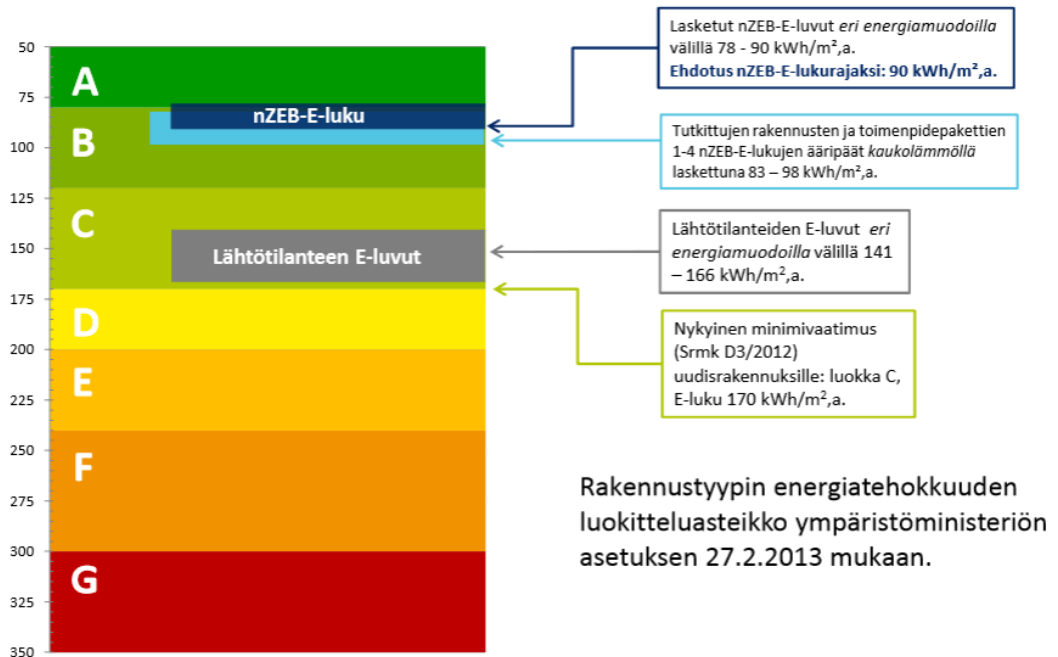 50
75
100
125
150
175
200
225
250
275
300
325
350
A
B
C
D
E
F
G
nZEB-E-luku
Lähtötilanteen E-luvut
Lasketut nZEB-E-luvut eri energiamuodoilla
välillä 78 - 90 kWh/m²,a.
Ehdotus nZEB-E-lukurajaksi: 90 kWh/m²,a.
Tutkittujen rakennusten ja toimenpidepakettien
1-4 nZEB-E-lukujen ääripäät kaukolämmöllä
laskettuna 83 – 98 kWh/m²,a.
Lähtötilanteiden E-luvut eri
energiamuodoilla välillä 141
– 166 kWh/m²,a.
Nykyinen minimivaatimus
(Srmk D3/2012)
uudisrakennuksille: luokka C,
E-luku 170 kWh/m²,a.
Rakennustyypin energiatehokkuuden
luokitteluasteikko ympäristöministeriön
asetuksen 27.2.2013 mukaan.